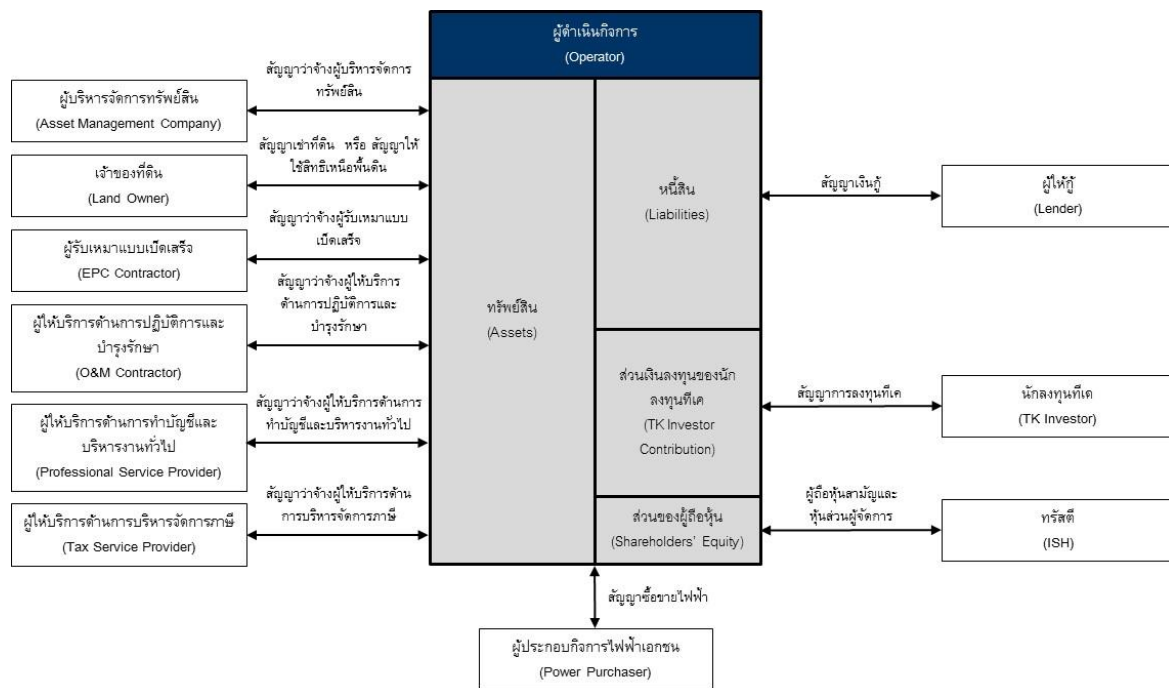 ผู้ดำเนินกิจการ
(Operator)
สัญญาว่าจ้างผู้บริหารจัดการ
ทรัพย์สิน
ผู้บริหารจัดการทรัพย์สิน
(Asset Management Company)
สัญญาเช่าที่ดิน หรือ สัญญาให้
ใช้สิทธิเหนือพื้นดิน
เจ้าของที่ดิน
(Land Owner)
สัญญาว่าจ้างผู้รับเหมาแบบ
เบ็ดเสร็จ
ผู้รับเหมาแบบเบ็ดเสร็จ
(EPC Contractor)
สัญญาว่าจ้างผู้ให้บริการ
ด้านการปฏิบัติการและ
บำรุงรักษา
ผู้ให้บริการด้านการปฏิบัติการและ
บำรุงรักษา
(O&M Contractor)
สัญญาว่าจ้างผู้ให้บริการด้านการ
ทำบัญชีและบริหารงานทั่วไป
ผู้ให้บริการด้านการทำบัญชีและ
บริหารงานทั่วไป
(Professional Service Provider)
สัญญาว่าจ้างผู้ให้บริการด้าน
การบริหารจัดการภาษี
ผู้ให้บริการด้านการบริหารจัดการภาษี
(Tax Service Provider)
ทรัพย์สิน
(Assets)
หนี้สิน
(Liabilities)
สัญญาเงินกู้
ผู้ให้กู้
(Lender)
ส่วนเงินลงทุนของนัก
ลงทุนทีเค
(TK Investor
Contribution)
สัญญาการลงทุนทีเค
นักลงทุนทีเค
(TK Investor)
ส่วนของผู้ถือหุ้น
(Shareholders' Equity)
ผู้ถือหุ้นสามัญและ
หุ้นส่วนผู้จัดการ
ทรัสตี
(ISH)
สัญญาซื้อขายไฟฟ้า
ผู้ประกอบกิจการไฟฟ้าเอกชน
(Power Purchaser)